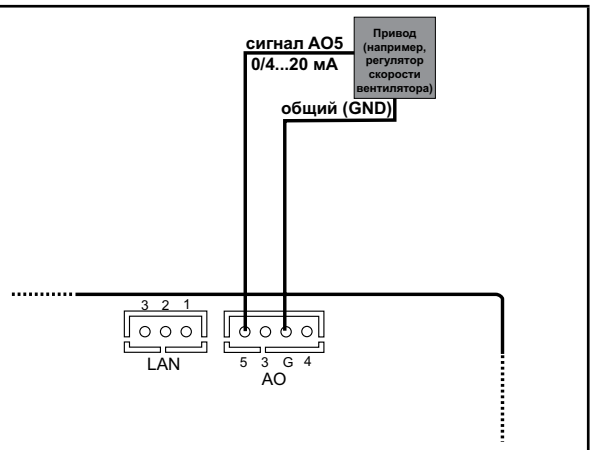 Привод
(например,
регулятор
скорости
вентилятора)
сигнал AO5
0/4...20 мА
общий (GND)
3 2 1
LAN
5 3 G 4
AO